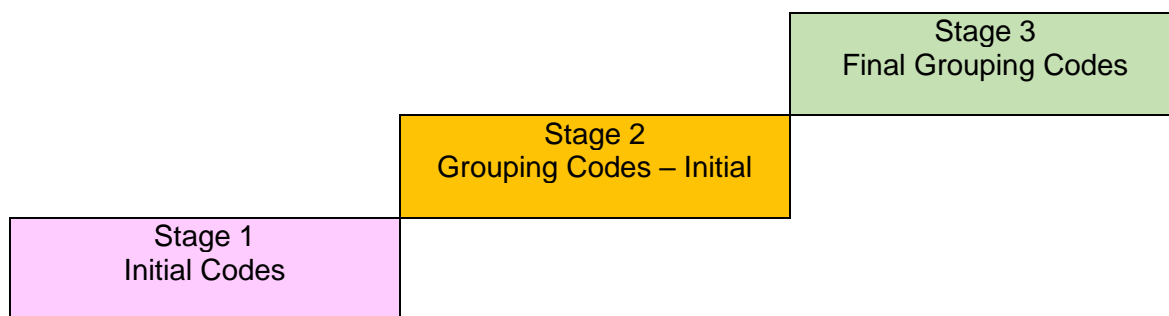 Stage 3
Final Grouping Codes
Stage 2
Grouping Codes – Initial
Stage 1
Initial Codes